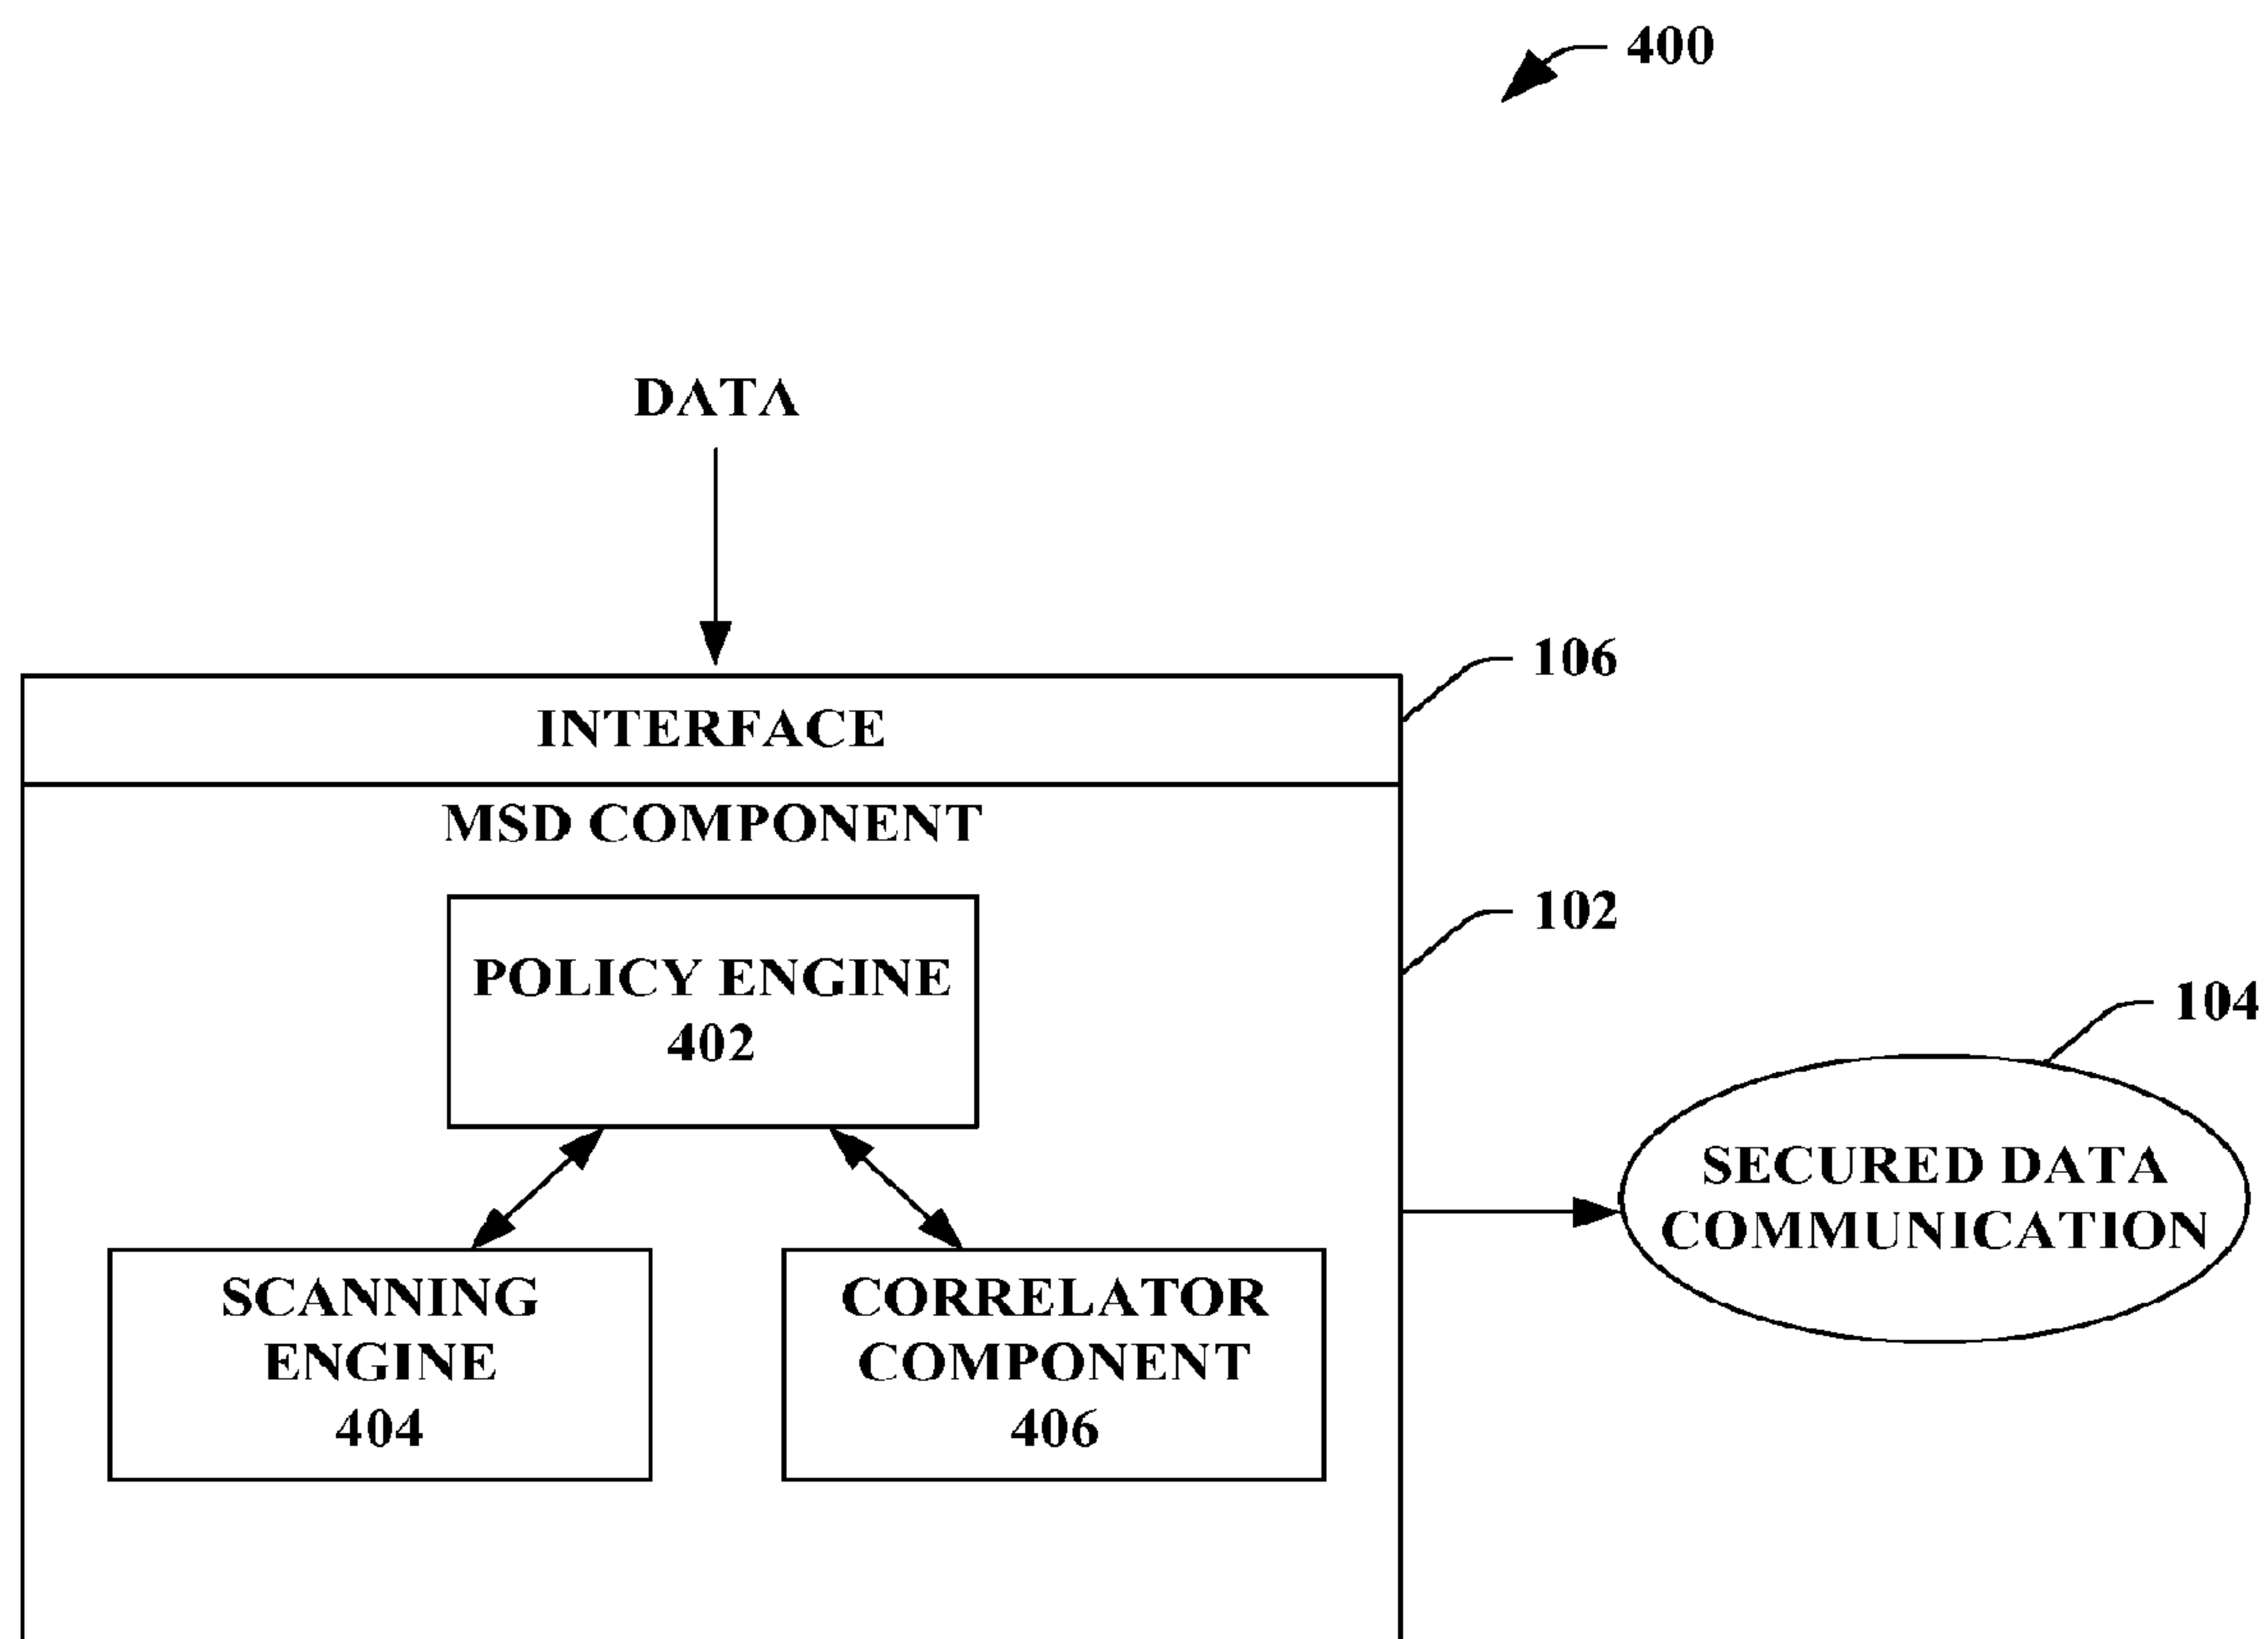 400
DATA
106
INTERFACE
MSD COMPONENT
102
POLICY ENGINE
402
104
SECURED DATA
COMMUNICATION
SCANNING
ENGINE
404
CORRELATOR
COMPONENT
406